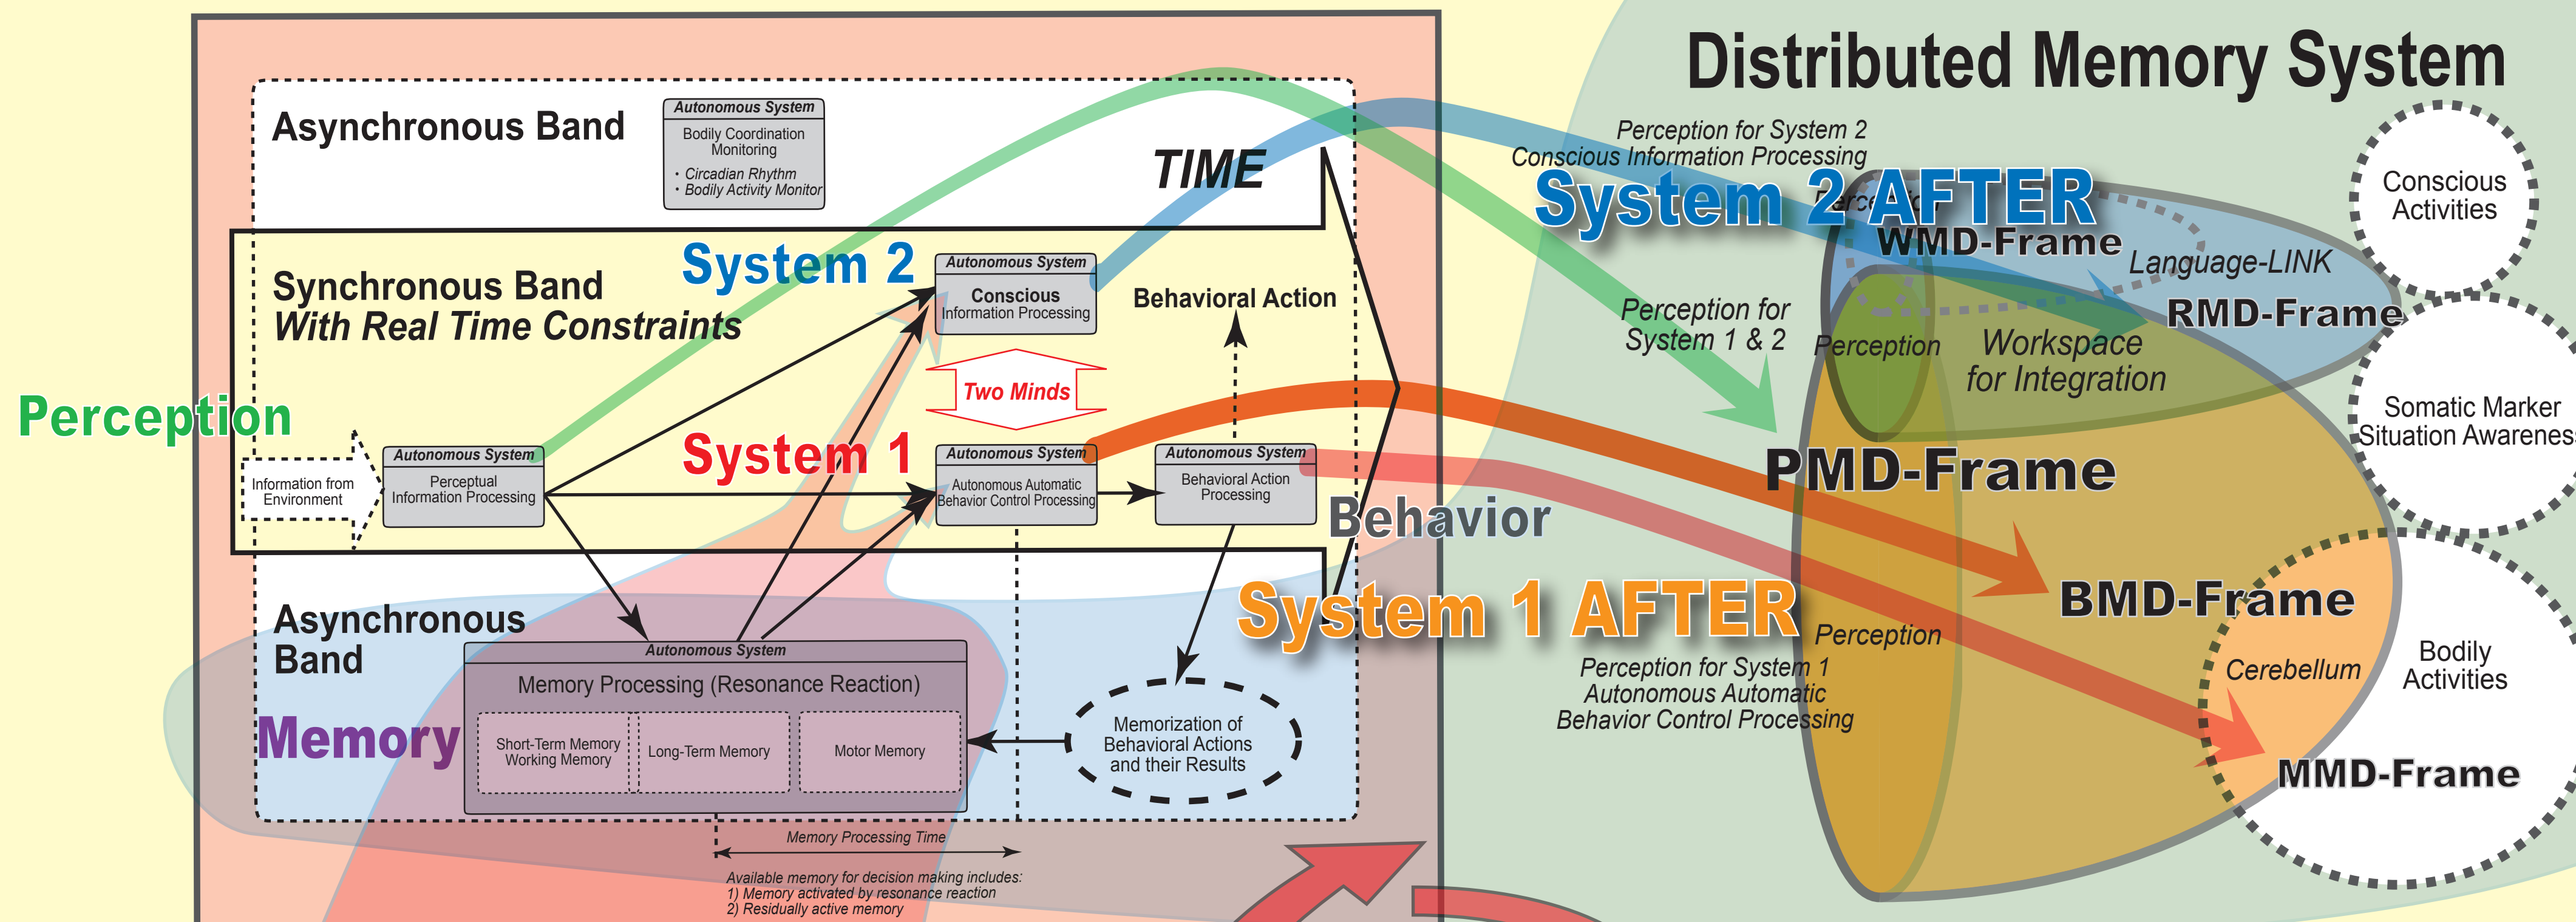 Distributed Memory System
Asynchronous Band
Autonomous System
Bodily Coordination
Monitoring
• Circadian Rhythm
• Bodily Activity Monitor
TIME
Synchronous Band
With Real Time Constraints
System 2
Autonomous System
Conscious
Information Processing
Behavioral Action
Two Minds
Perception
Information from
Environment
Autonomous System
Perceptual
Information Processing
System 1
Autonomous System
Autonomous Automatic
Behavior Control Processing
Autonomous System
Behavioral Action
Processing
Behavior
Asynchronous
Band
Memory
Autonomous System
Memory Processing (Resonance Reaction)
Short-Term Memory
Working Memory
Long-Term Memory
Motor Memory
Memorization of
Behavioral Actions
and their Results
Memory Processing Time
Available memory for decision making includes:
1) Memory activated by resonance reaction
2) Residually active memory
Perception for System 2
Conscious Information Processing
System 2 AFTER
Perception
WMD-Frame
Language-LINK
RMD-Frame
Perception for
System 1 & 2
Perception
Workspace
for Integration
PMD-Frame
System 1 AFTER
BMD-Frame
Perception
Perception for System 1
Autonomous Automatic
Behavior Control Processing
Cerebellum
MMD-Frame
Conscious
Activities
Somatic Marker
Situation Awarenes
Bodily
Activities